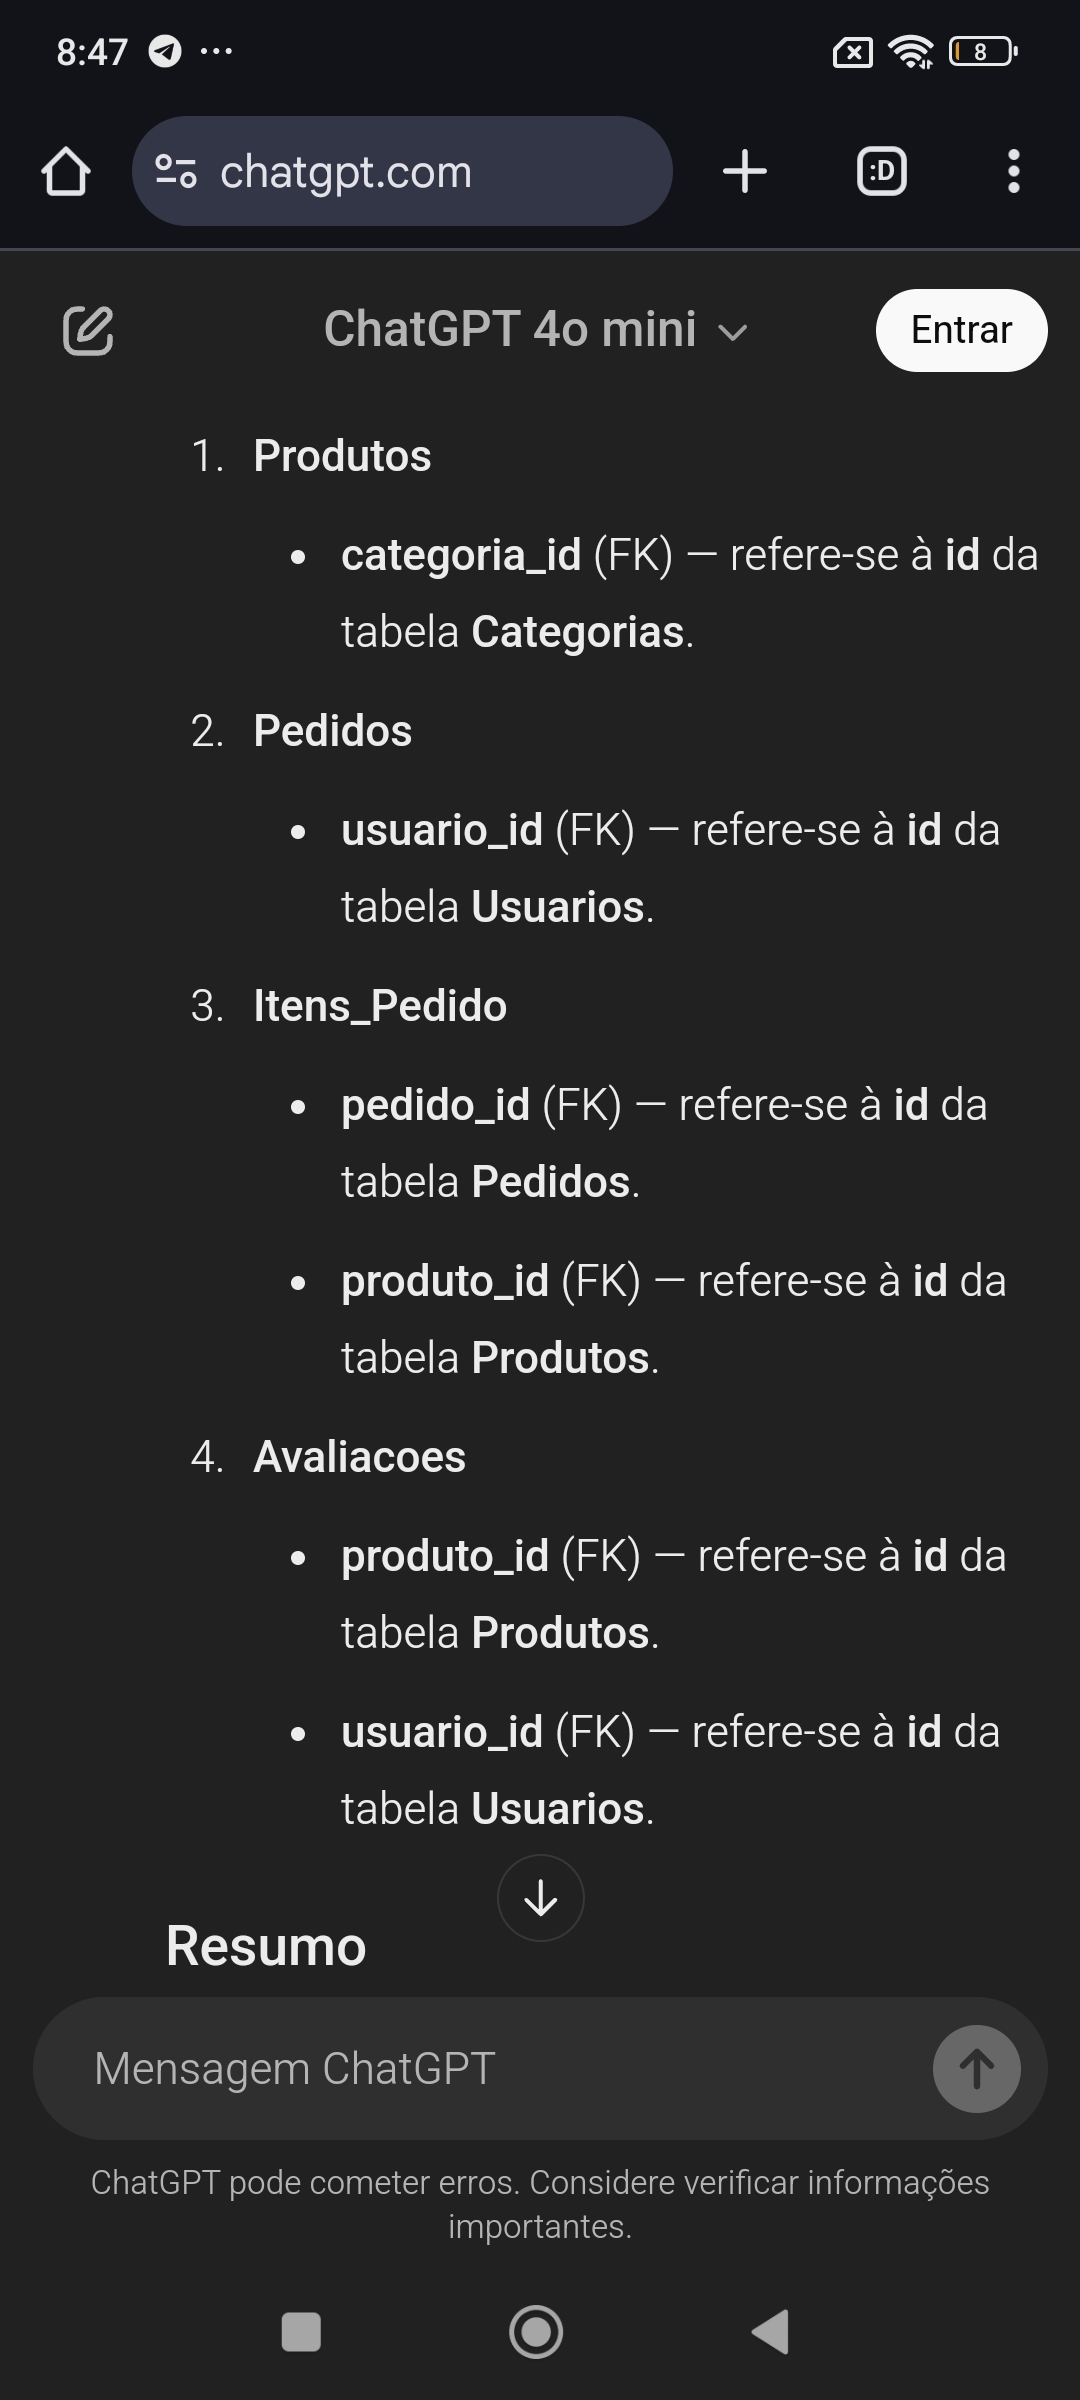 8:47
8
chatgpt.com
:D
ChatGPT 4o mini
Entrar
1. Produtos
• categoria_id (FK) — refere-se à id da
tabela Categorias.
2. Pedidos
• usuario_id (FK) — refere-se à id da
tabela Usuarios.
3. Itens_Pedido
• pedido_id (FK) — refere-se à id da
tabela Pedidos.
• produto_id (FK) — refere-se à id da
tabela Produtos.
4. Avaliacoes
• produto_id (FK) — refere-se à id da
tabela Produtos.
• usuario_id (FK) — refere-se à id da
tabela Usuarios.
Resumo
Mensagem ChatGPT
ChatGPT pode cometer erros. Considere verificar informações
importantes.